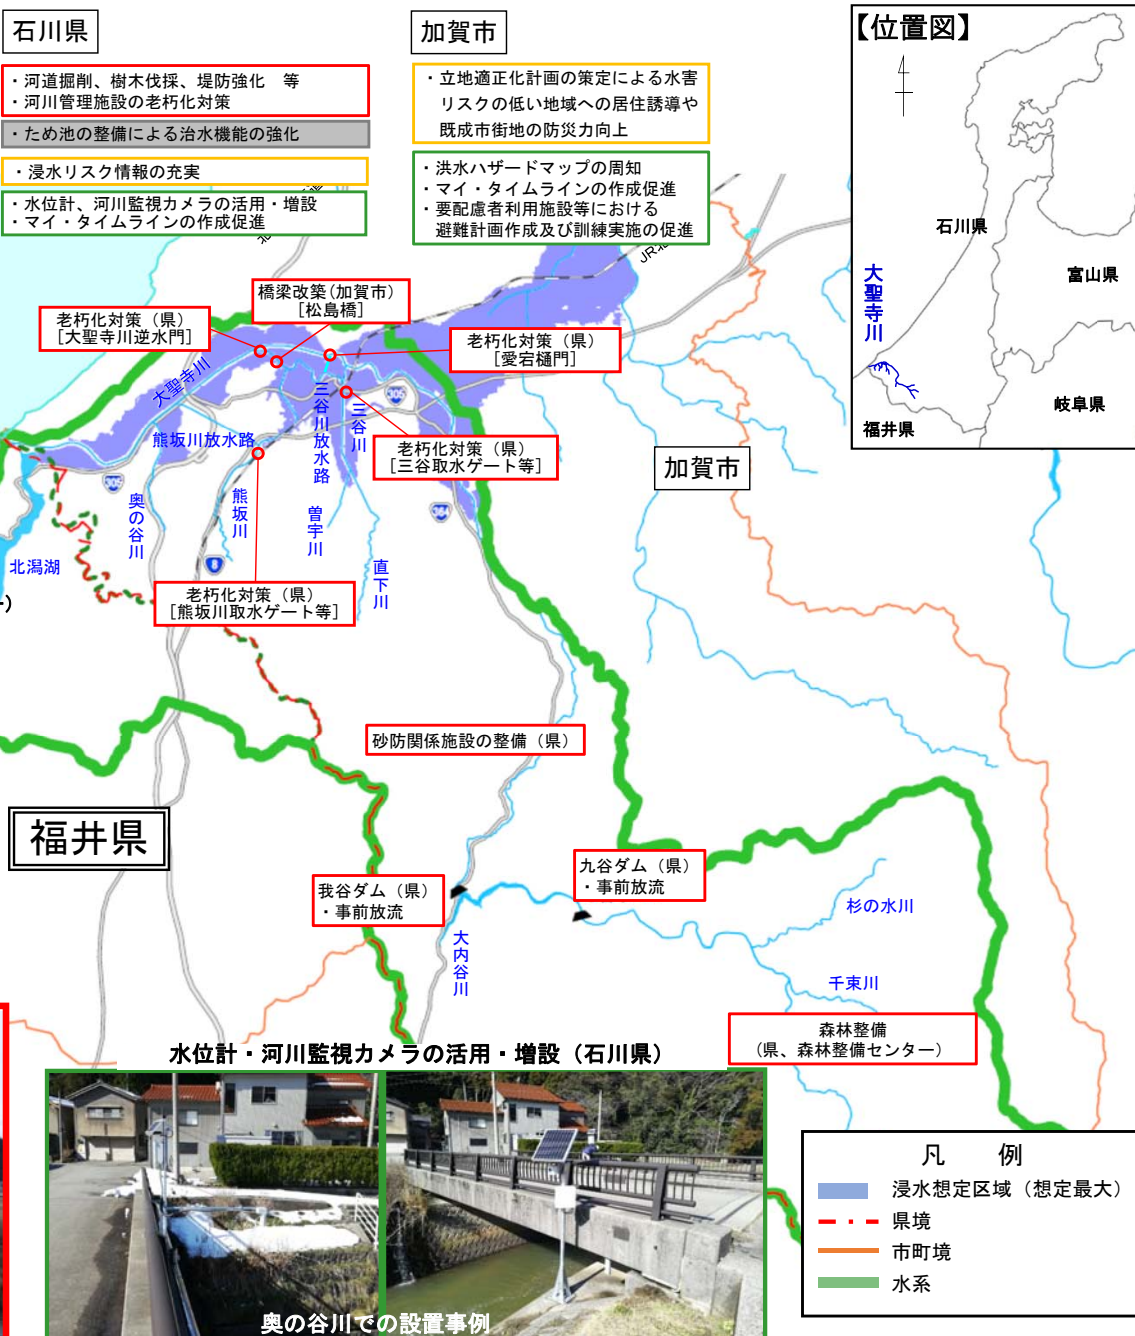 石川県
・河道掘削、樹木伐採、堤防強化　等
・河川管理施設の老朽化対策
・ため池の整備による治水機能の強化
・浸水リスク情報の充実
・水位計、河川監視カメラの活用・増設
・マイ・タイムラインの作成促進
加賀市
・立地適正化計画の策定による水害
リスクの低い地域への居住誘導や
既成市街地の防災力向上
・洪水ハザードマップの周知
・マイ・タイムラインの作成促進
・要配慮者利用施設等における
避難計画作成及び訓練実施の促進
【位置図】
石川県
富山県
大聖寺川
岐阜県
福井県
橋梁改築(加賀市)
[松島橋]
老朽化対策（県）
[大聖寺川逆水門]
老朽化対策（県）
[愛宕樋門]
大聖寺川
三谷川放水路
三谷川
305
熊坂川放水路
老朽化対策（県）
[三谷取水ゲート等]
加賀市
305
奥の谷川
熊坂川
曽宇川
364
直下川
8
北潟湖
老朽化対策（県）
[熊坂川取水ゲート等]
砂防関係施設の整備（県）
福井県
我谷ダム（県）
・事前放流
九谷ダム（県）
・事前放流
杉の水川
大内谷川
千束川
森林整備
（県、森林整備センター）
水位計・河川監視カメラの活用・増設（石川県）
奥の谷川での設置事例
凡　例
浸水想定区域（想定最大）
県境
市町境
水系